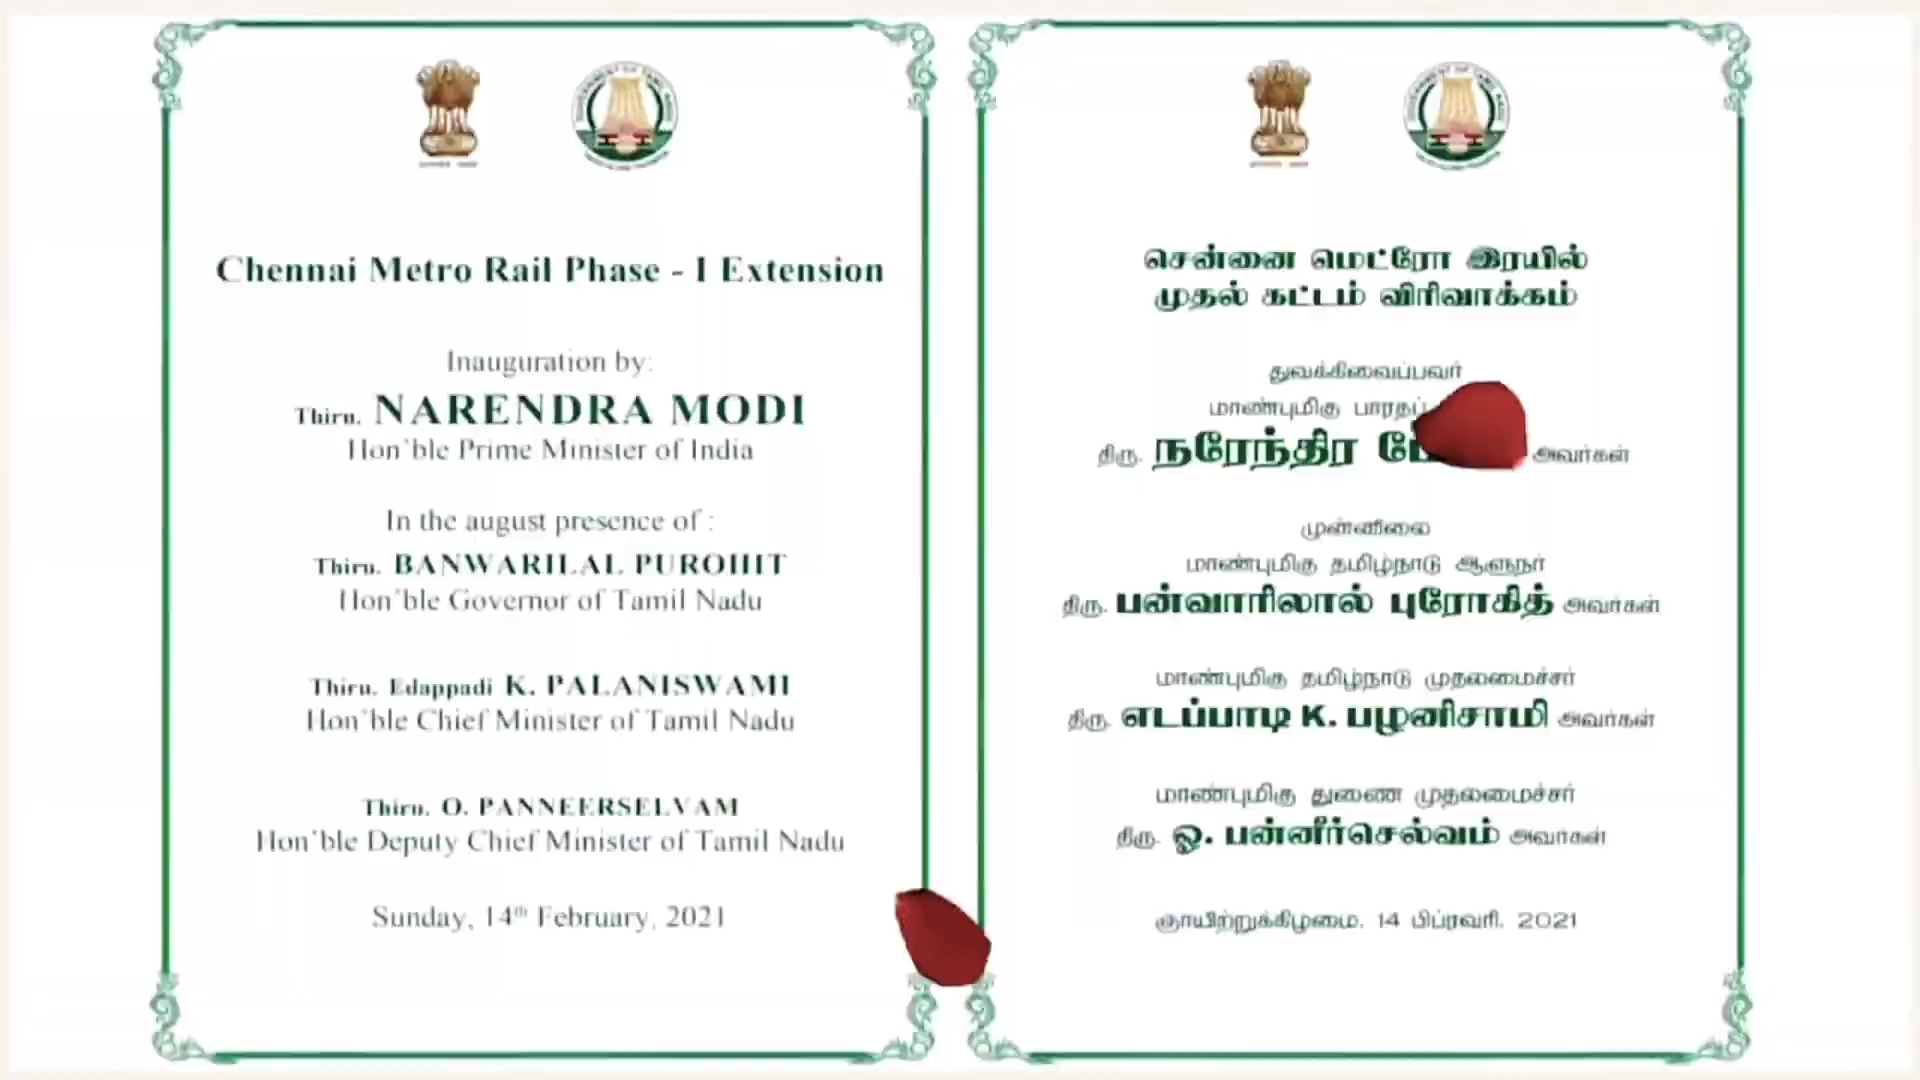 Chennai Metro Rail Phase - I Extension
Inauguration by:
Thiru. NARENDRA MODI
Hon'ble Prime Minister of India
In the august presence of :
Thiru. BANWARILAL PUROHIT
Hon'ble Governor of Tamil Nadu
Thiru. Edappadi K. PALANISWAMI
Hon'ble Chief Minister of Tamil Nadu
Thiru. O. PANNEERSELVAM
Hon'ble Deputy Chief Minister of Tamil Nadu
Sunday, 14th February, 2021
சென்னை மெட்ரோ இரயில்
முதல் கட்டம் விரிவாக்கம்
துவக்கிவைப்பவர்
மாண்புமிகு
திரு. நரேந்திர அவர்கள்
முன்னிலை
மாண்புமிகு தமிழ்நாடு ஆளுநர்
திரு. பன்வாரிலால் புரோகித் அவர்கள்
மாண்புமிகு தமிழ்நாடு முதலமைச்சர்
திரு. எடப்பாடி K. பழனிசாமி அவர்கள்
மாண்புமிகு துணை முதலமைச்சர்
திரு. ஓ. பன்னீர்செல்வம் அவர்கள்
ஞாயிற்றுக்கிழமை, 14 பிப்ரவரி, 2021